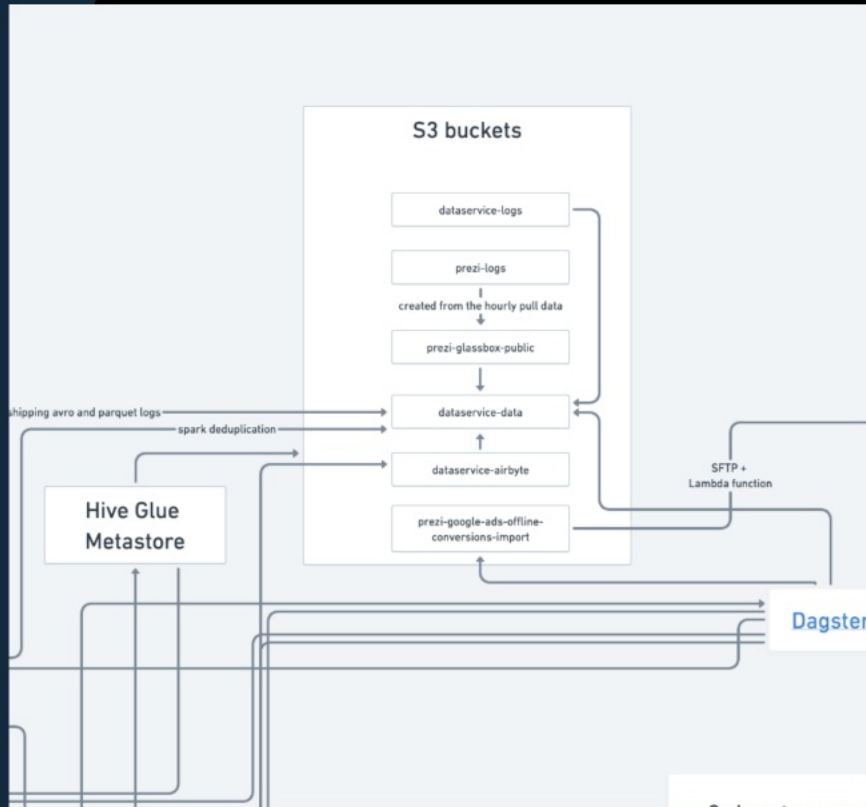 S3 buckets
dataservice-logs
prezi-logs
created from the hourly pull data
prezi-glassbox-public
shipping avro and parquet logs
dataservice-data
spark deduplication
dataservice-airbyte
SFTP +
Lambda function
Hive Glue
Metastore
prezi-google-ads-offline-
conversions-import
Dagster